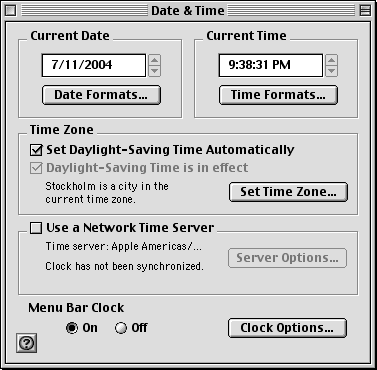 Date & Time
Current Date
Current Time
7/11/2004
9:38:31 PM
Date Formats...
Time Formats...
Time Zone
Set Daylight-Saving Time Automatically
Daylight-Saving Time is in effect
Stockholm is a city in the
current time zone.
Set Time Zone...
Use a Network Time Server
Time server: Apple Americas/...
Clock has not been synchronized.
Server Options...
Menu Bar Clock
On
Off
Clock Options...
?